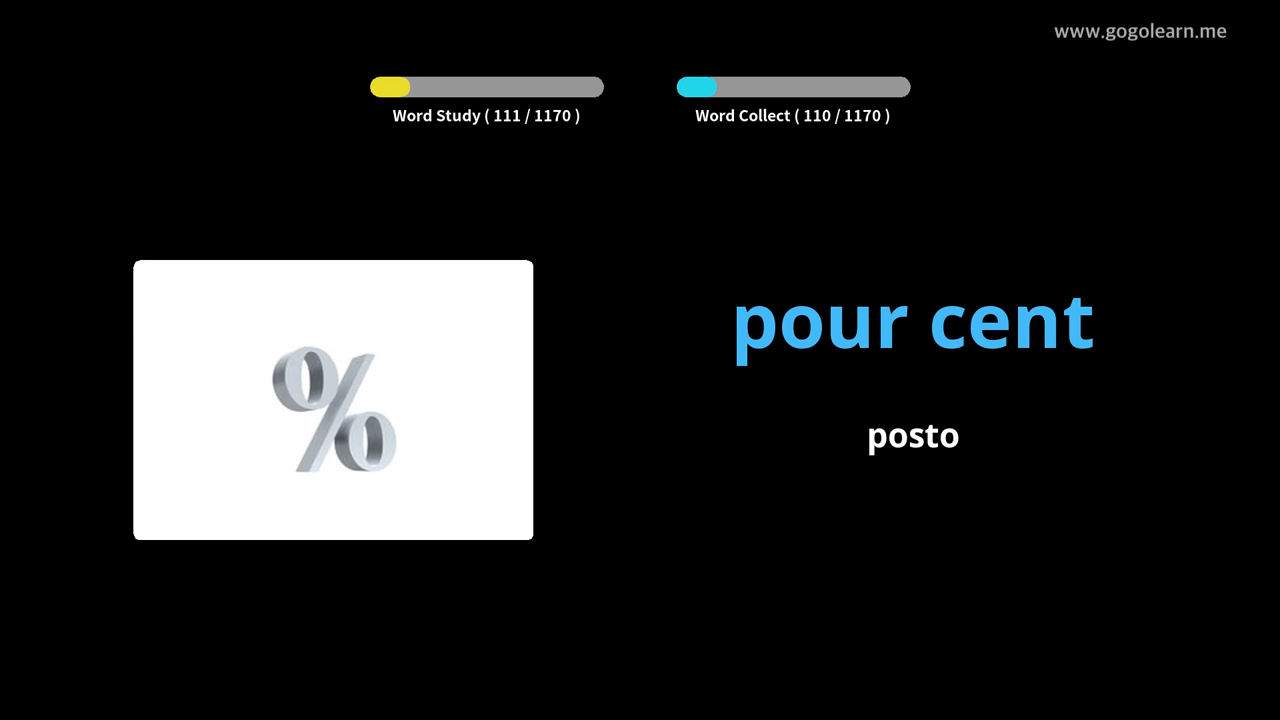 www.gogolearn.me
Word Study ( 111 / 1170 )
Word Collect ( 110 / 1170 )
%
pour cent
posto